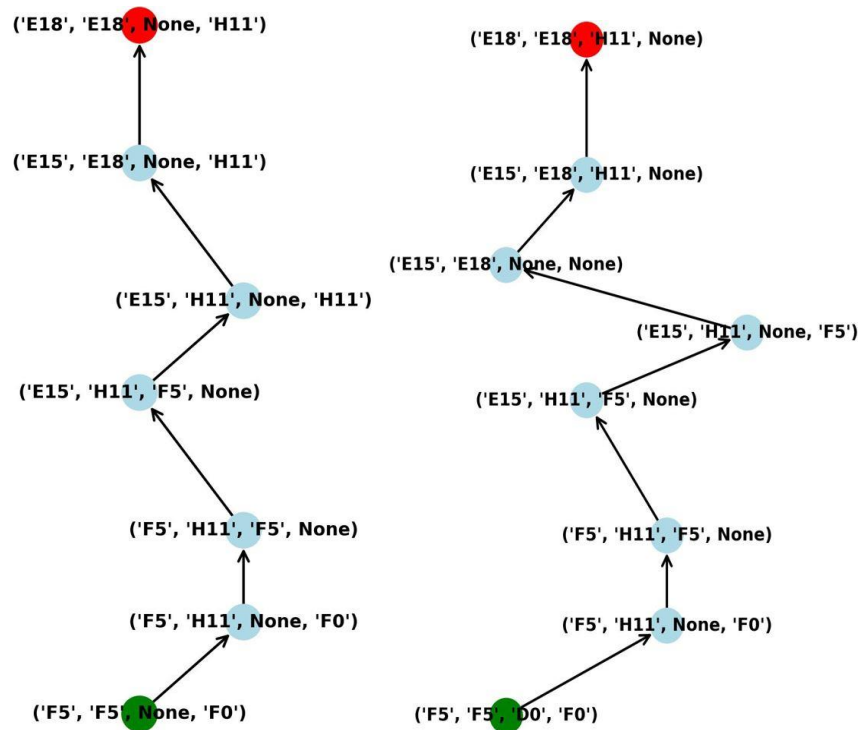 ('E18', 'E18', None, 'H11')
('E15', 'E18', None, 'H11')
('E15', 'H11', None, 'H11')
('E15', 'H11', 'F5', None)
('F5', 'H11', 'F5', None)
('F5', 'H11', None, 'F0')
('F5', 'F5', None, 'F0')
('E18', 'E18', 'H11', None)
('E15', 'E18', 'H11', None)
('E15', 'E18', None, None)
('E15', 'H11', None, 'F5')
('E15', 'H11', 'F5', None)
('F5', 'H11', 'F5', None)
('F5', 'H11', None, 'F0')
('F5', 'F5', 'D0', 'F0')